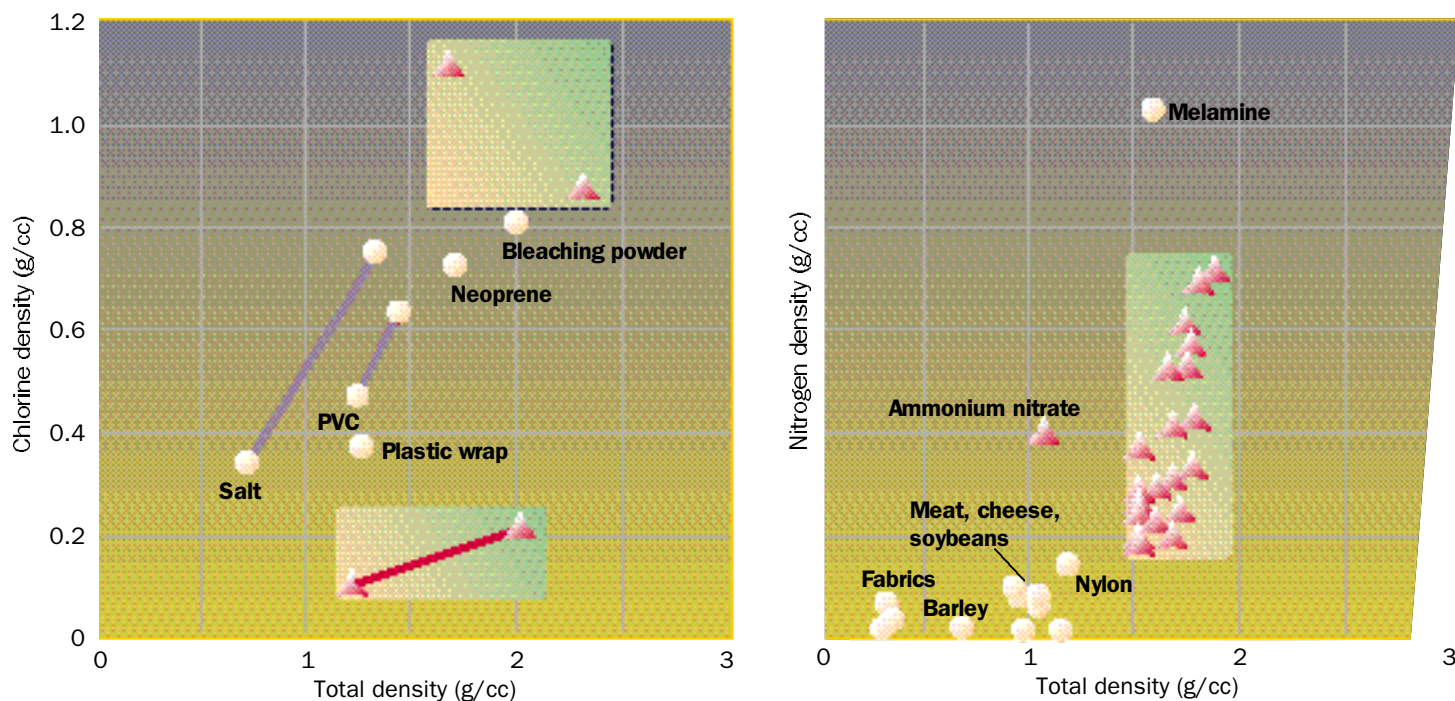 Chlorine density (g/cc)
1.2
1.0
0.8
0.6
0.4
0.2
0
Bleaching powder
Neoprene
PVC
Plastic wrap
Salt
0
1
2
3
Total density (g/cc)
Nitrogen density (g/cc)
Melamine
Ammonium nitrate
Meat, cheese,
soybeans
Fabrics
Barley
Nylon
0
1
2
3
Total density (g/cc)